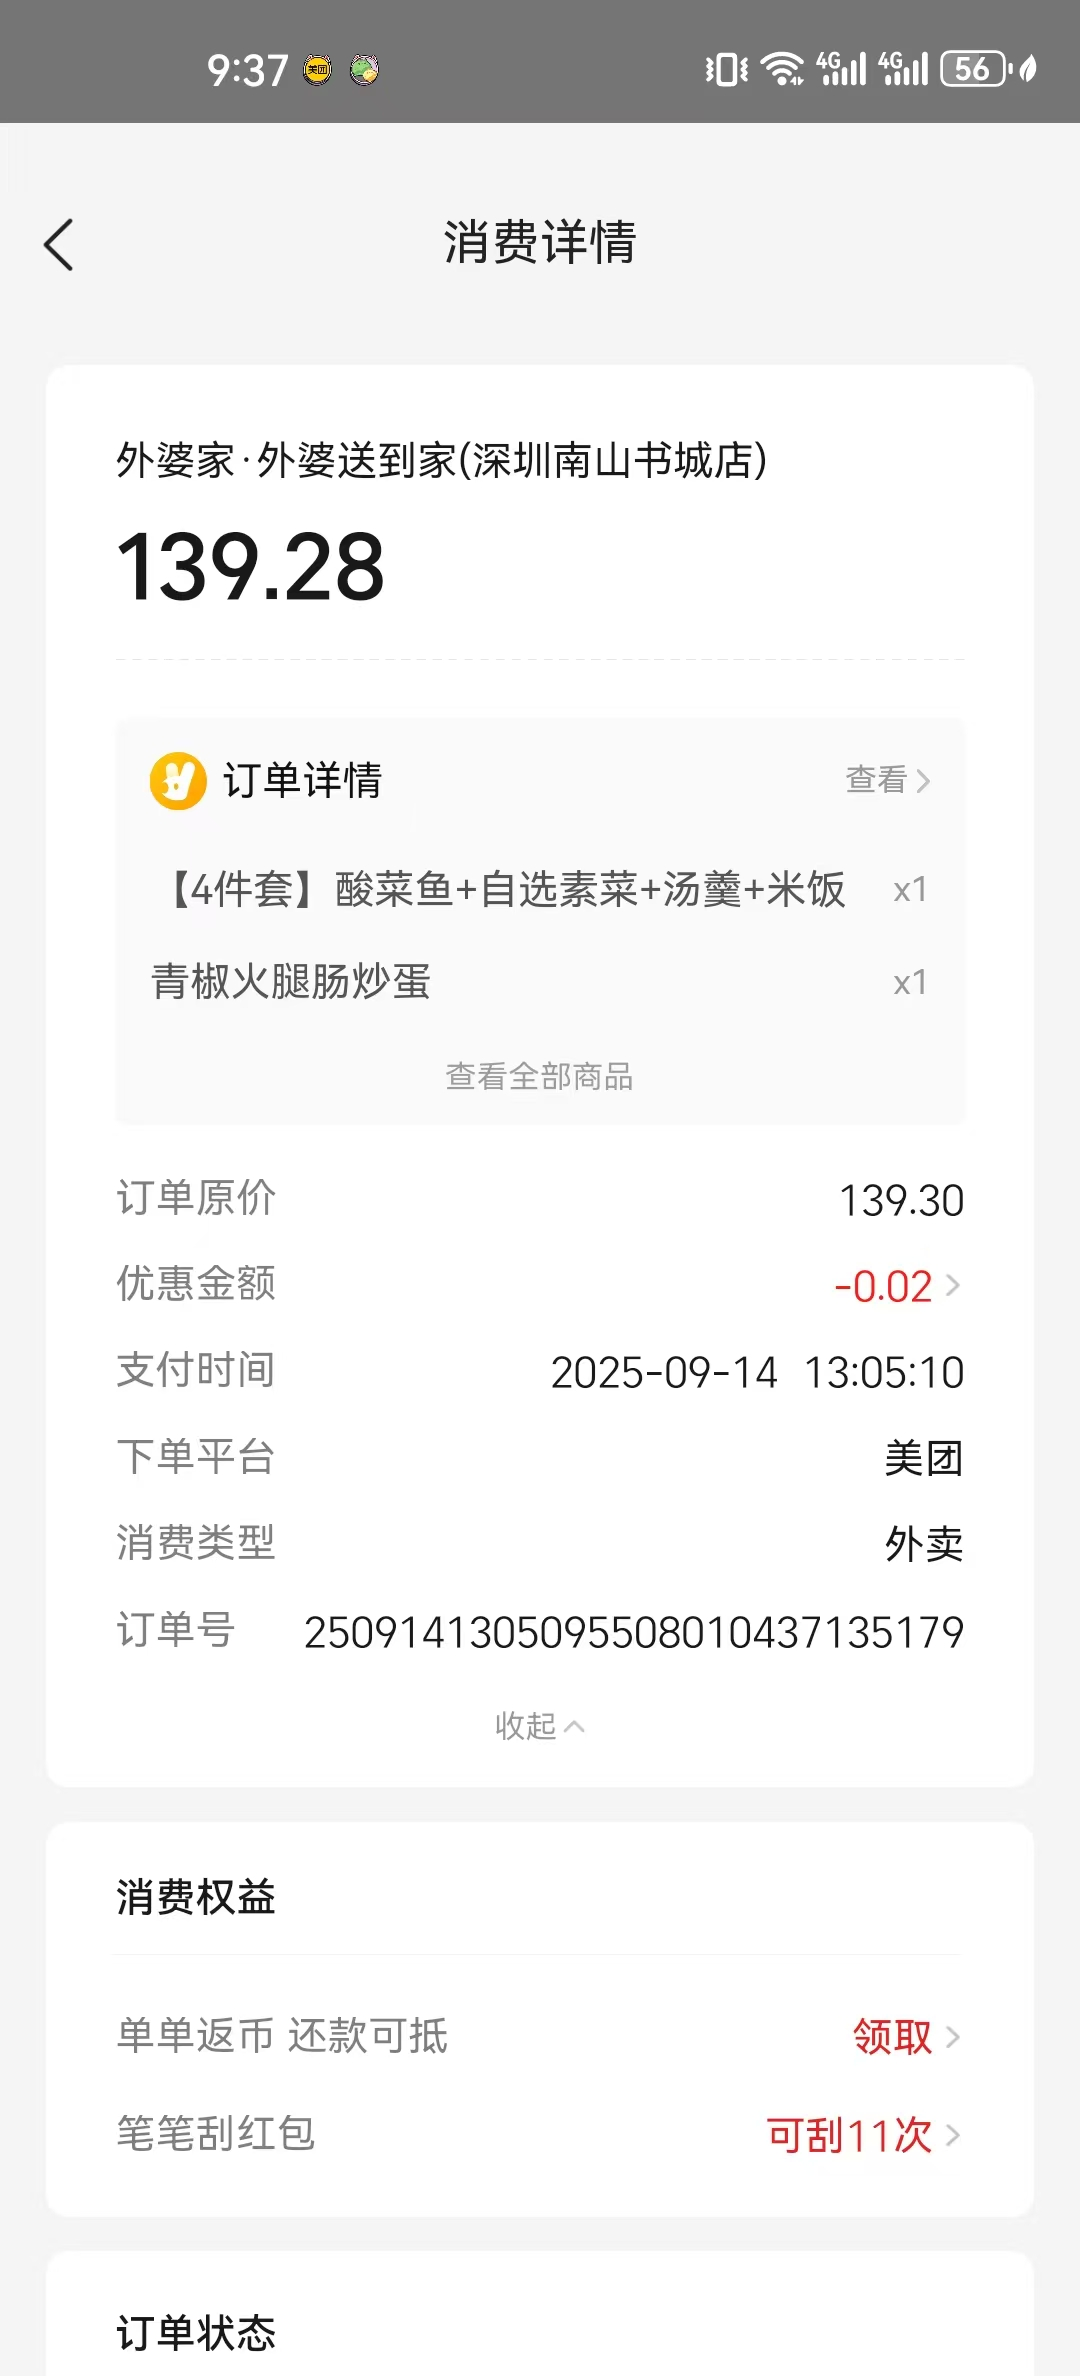 9:37 美团 4G 4G 56
消费详情
外婆家·外婆送到家(深圳南山书城店)
139.28
订单详情 查看
【4件套】酸菜鱼+自选素菜+汤羹+米饭 x1
青椒火腿肠炒蛋 x1
查看全部商品
订单原价 139.30
优惠金额 -0.02
支付时间 2025-09-14 13:05:10
下单平台 美团
消费类型 外卖
订单号 2509141305095508010437135179
收起
消费权益
单单返币 还款可抵 领取
笔笔刮红包 可刮11次
订单状态